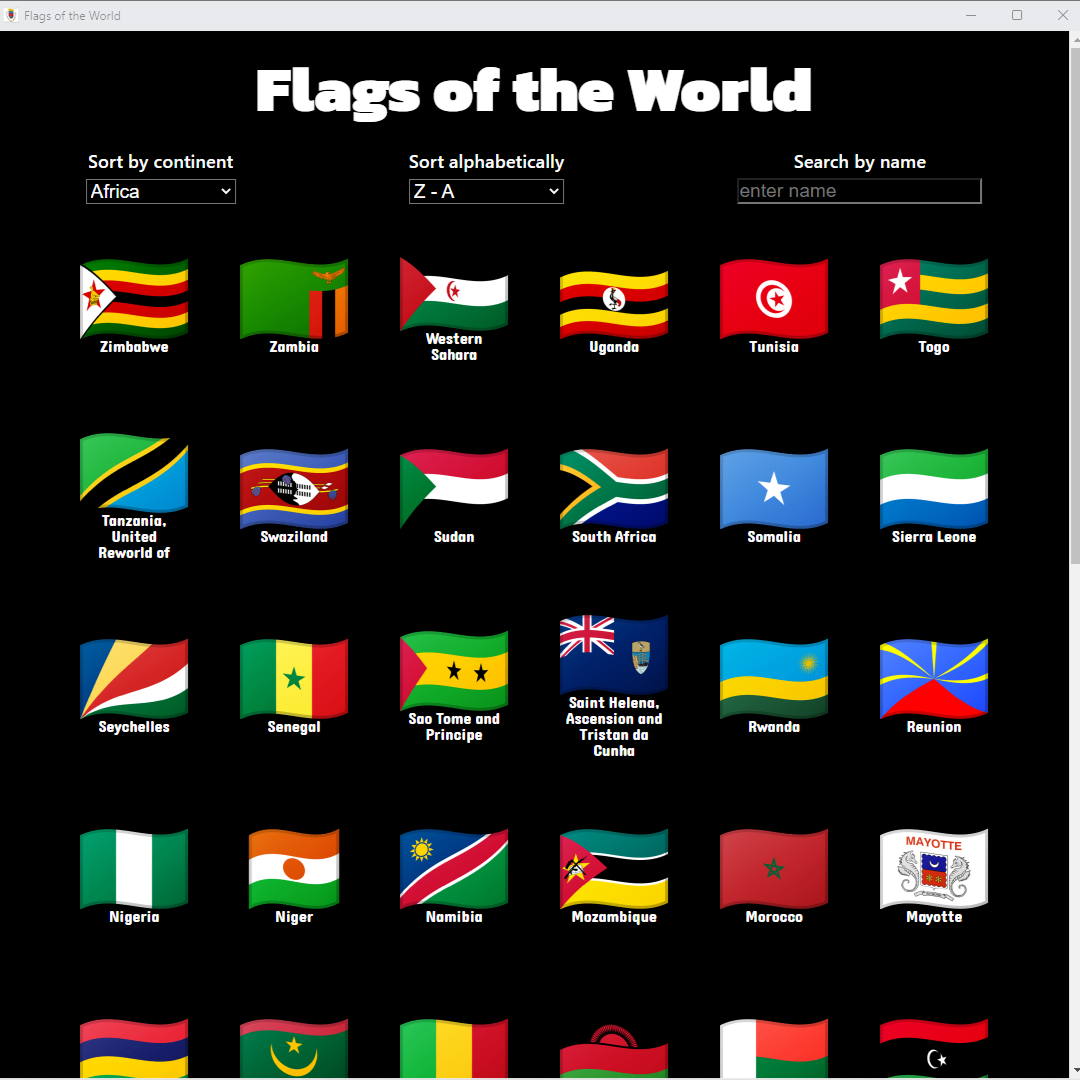 Flags of the World
Flags of the World
Sort by continent
Sort alphabetically
Search by name
Africa
Z - A
enter name
Zimbabwe
Zambia
Western
Sahara
Uganda
Tunisia
Togo
Tanzania,
United
Reworld of
Swaziland
Sudan
South Africa
Somalia
Sierra Leone
Seychelles
Senegal
Sao Tome and
Principe
Saint Helena,
Ascension and
Tristan da
Cunha
Rwanda
Reunion
Nigeria
Niger
Namibia
Mozambique
Morocco
MAYOTTE
Mayotte